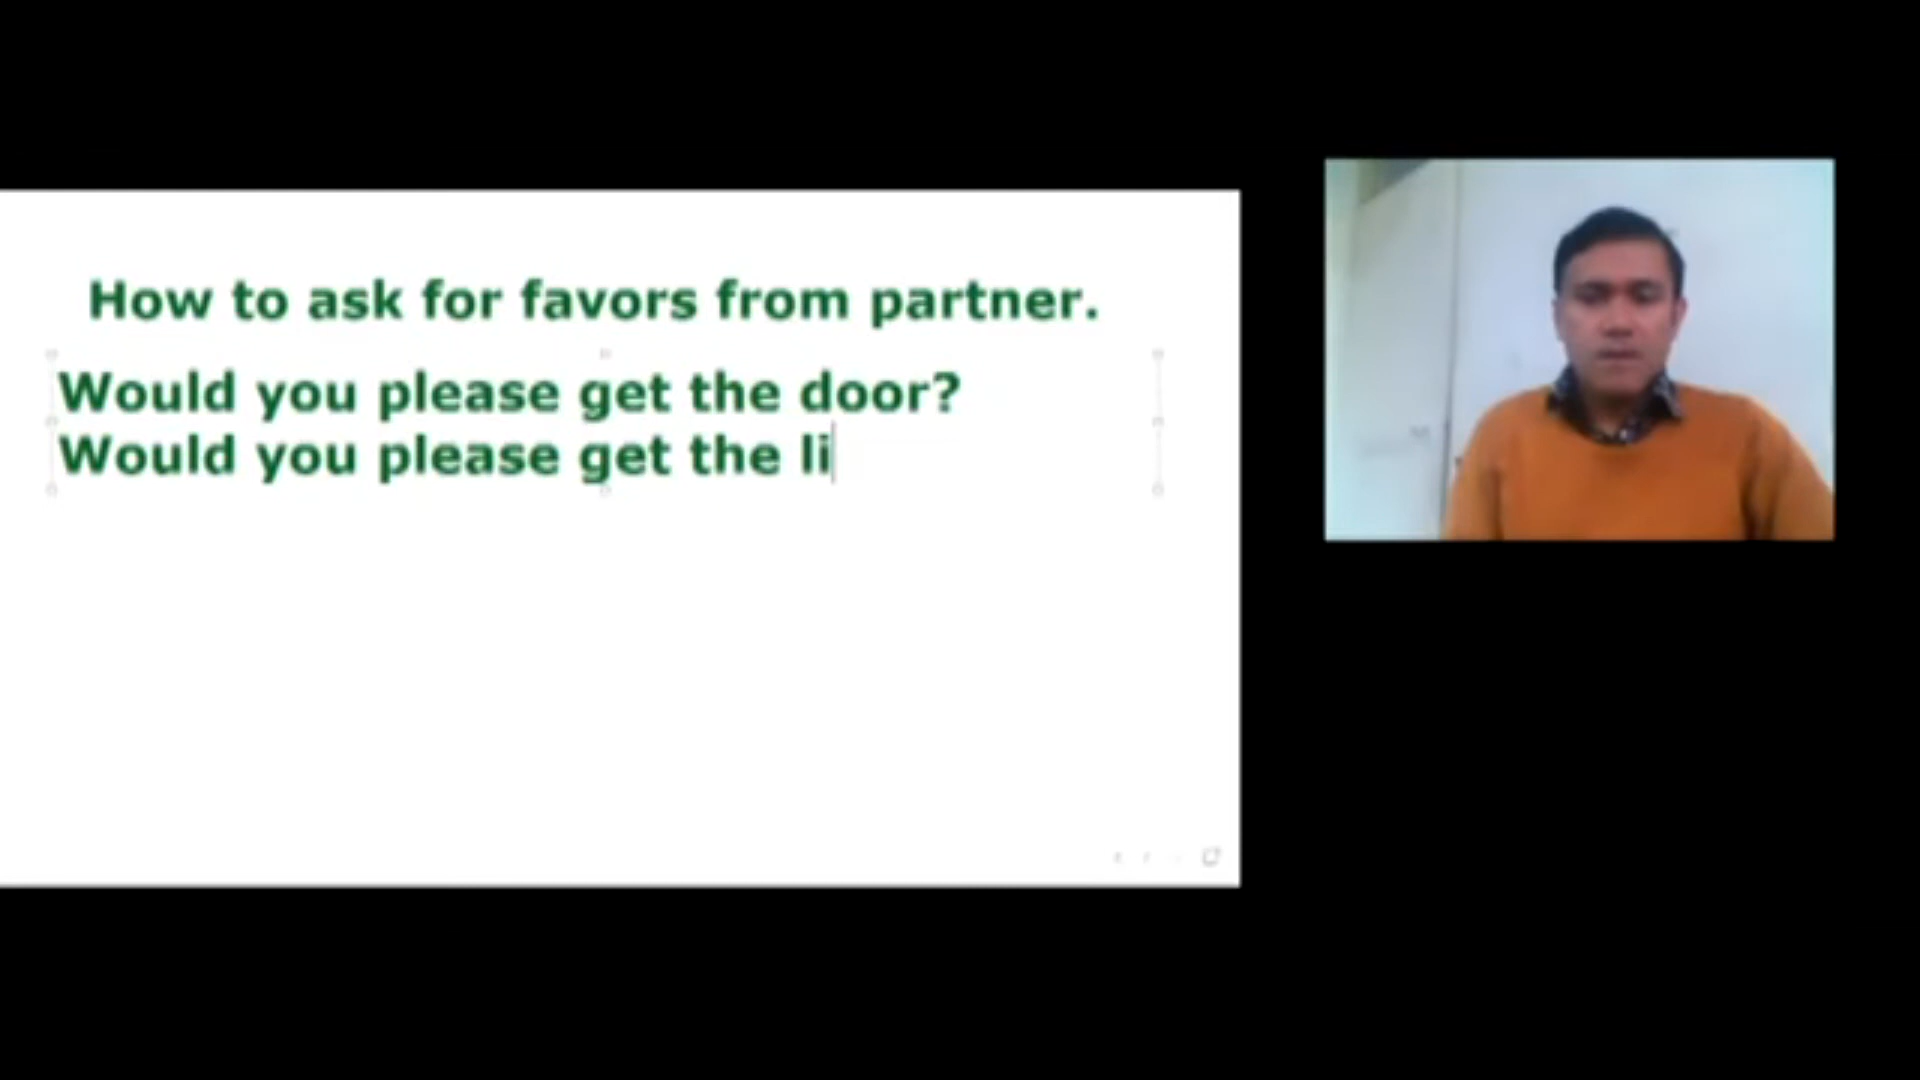 How to ask for favors from partner.
Would you please get the door?
Would you please get the li